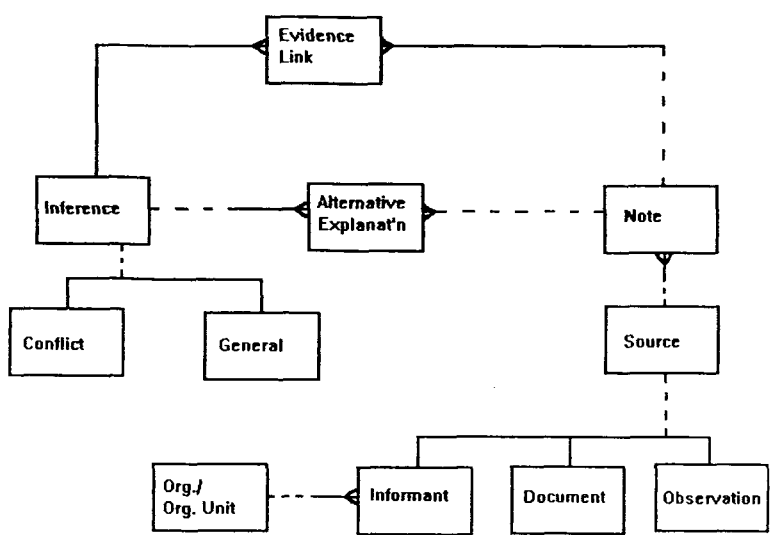 Evidence
Link
Inference
Alternative
Explanat'n
Note
Conflict
General
Source
Org./
Org. Unit
Informant
Document
Observation